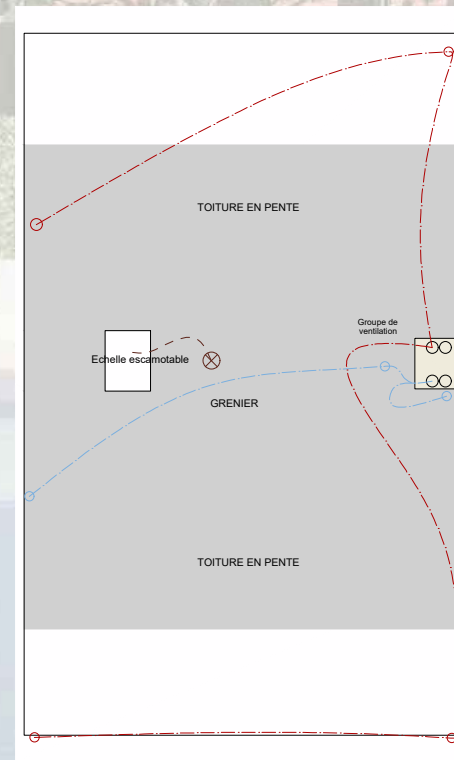 TOITURE EN PENTE
Groupe de
ventilation
Echelle escamotable
GRENIER
TOITURE EN PENTE